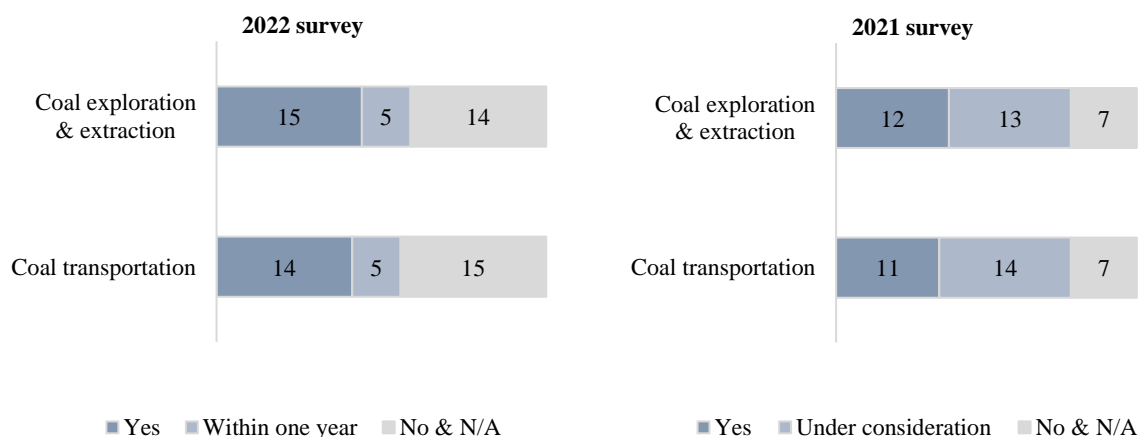 2022 survey
Coal exploration
& extraction
15
5
14
Coal transportation
14
5
15
Yes
Within one year
No & N/A
2021 survey
Coal exploration
& extraction
12
13
7
Coal transportation
11
14
7
Yes
Under consideration
No & N/A